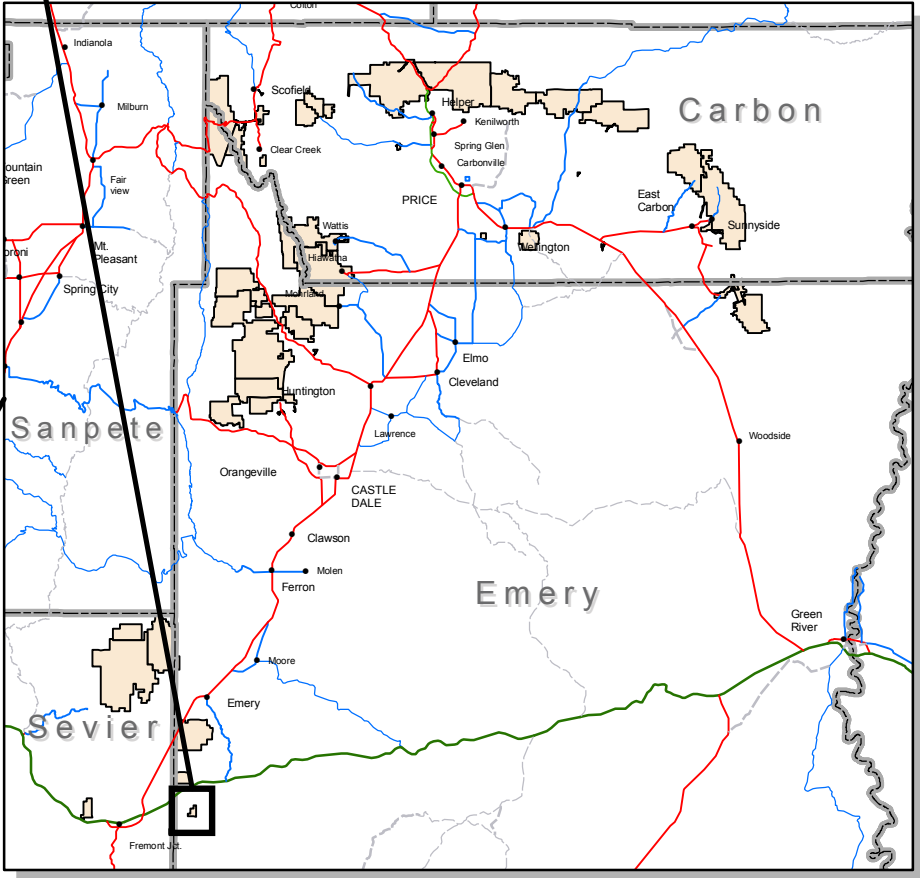 Colton
Indianola
Scofield
Milburn
Helper
Carbon
Kenilworth
Spring Glen
Clear Creek
Carbonville
ountain
Green
Fair
view
PRICE
East
Carbon
Sunnyside
Wattis
Wellington
Mt.
Pleasant
oroni
Hiawatha
Spring City
Mohrland
Elmo
Cleveland
Huntington
Sanpete
Lawrence
Woodside
Orangeville
CASTLE
DALE
Clawson
Molen
Ferron
Emery
Green
River
Moore
Emery
Sevier
Fremont Jct.